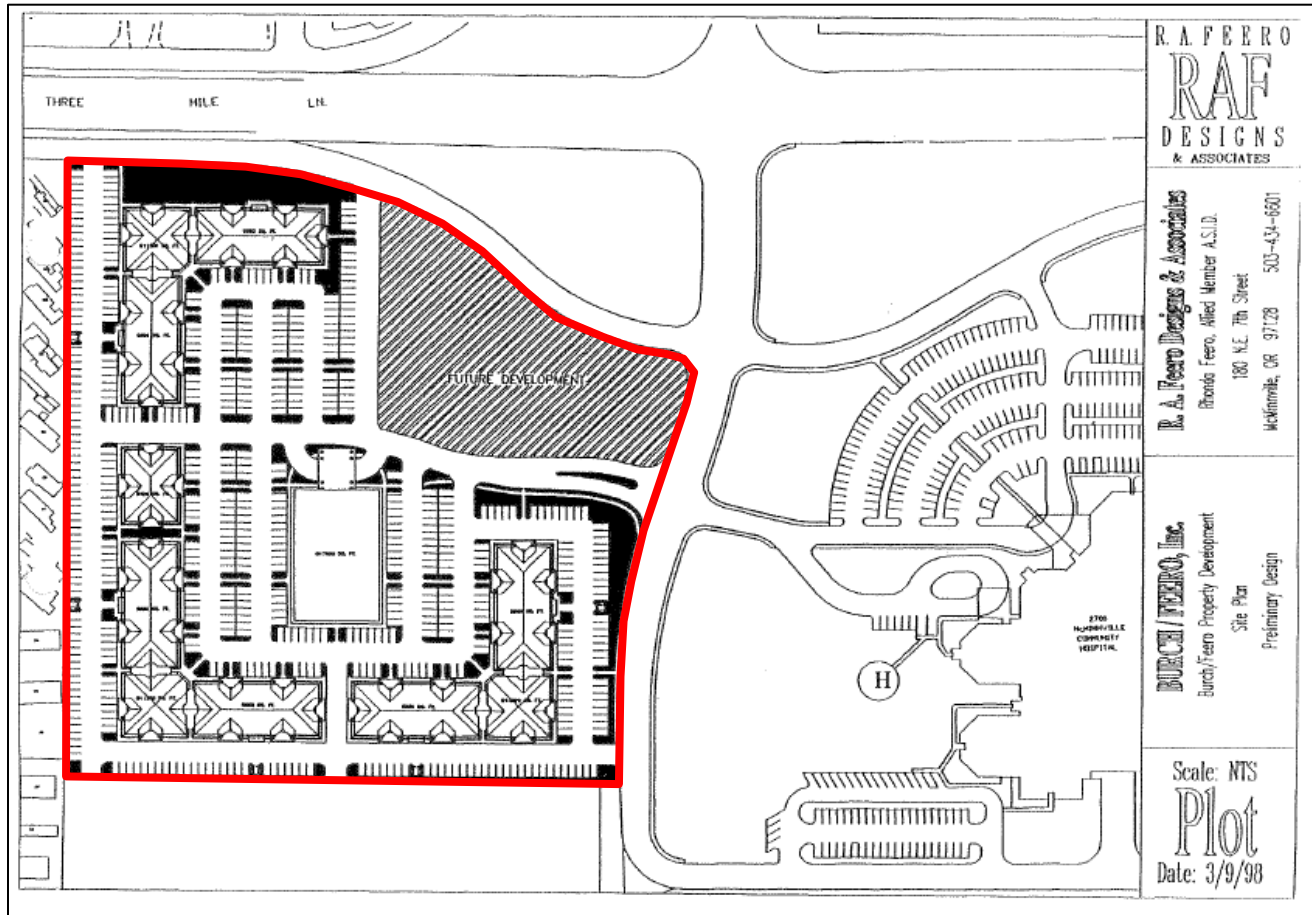 THREE MILE LN.
FUTURE DEVELOPMENT
2700
McMINNVILLE
COMMUNITY
HOSPITAL
H
R. A. FEERO
RAF
DESIGNS
& ASSOCIATES
R. A. Feero Designs & Associates
Rhonda Feero, Allied Member A.S.I.D.
180 N.E. 7th Street
McMinnville, OR 97128 503-434-6601
BURCH/FEERO, Inc.
Burch/Feero Property Development
Site Plan
Preliminary Design
Scale: NTS
Plot
Date: 3/9/98